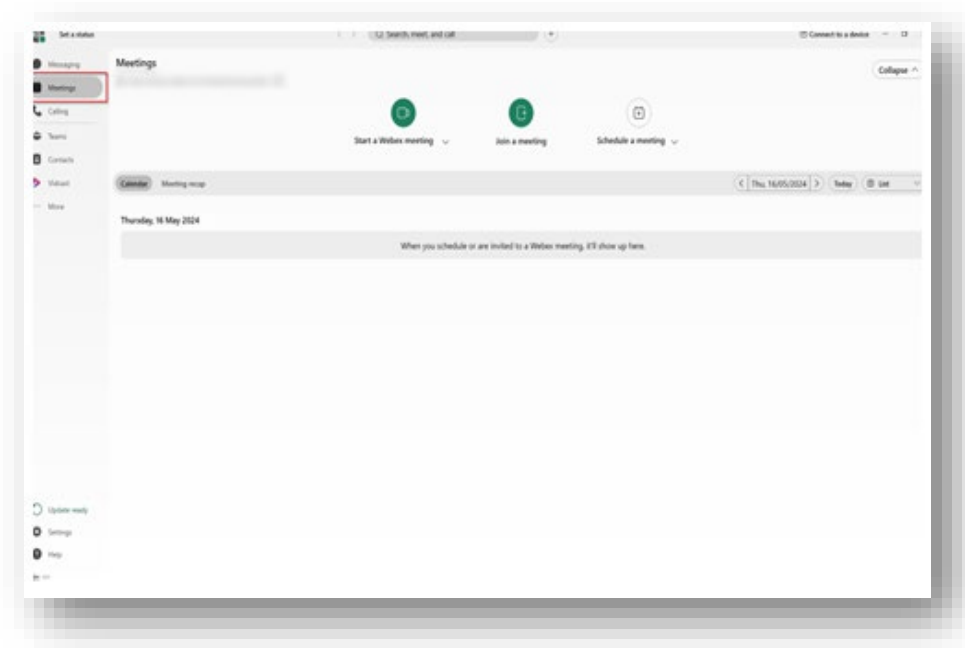 Set a status
Search, meet, and call
Connect to a device
Messaging
Meetings
Calling
Teams
Contacts
Vidcast
More
Meetings
Collapse
Start a Webex meeting
Join a meeting
Schedule a meeting
Calendar Meeting recap
Thu, 16/05/2024 Today List
Thursday, 16 May 2024
When you schedule or are invited to a Webex meeting, it'll show up here.
Update ready
Settings
Help